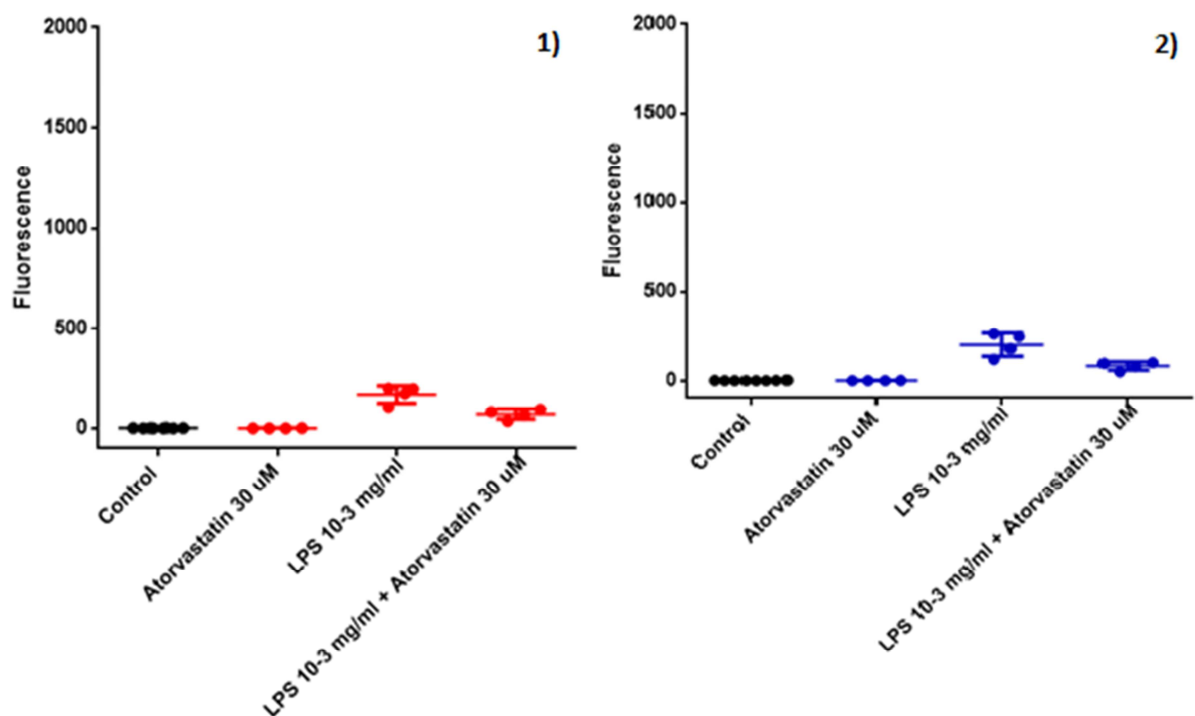 1)
2000
1500
1000
500
0
Fluorescence
Control
Atorvastatin 30 uM
LPS 10-3 mg/ml
LPS 10-3 mg/ml + Atorvastatin 30 uM
2)
2000
1500
1000
500
0
Fluorescence
Control
Atorvastatin 30 uM
LPS 10-3 mg/ml
LPS 10-3 mg/ml + Atorvastatin 30 uM